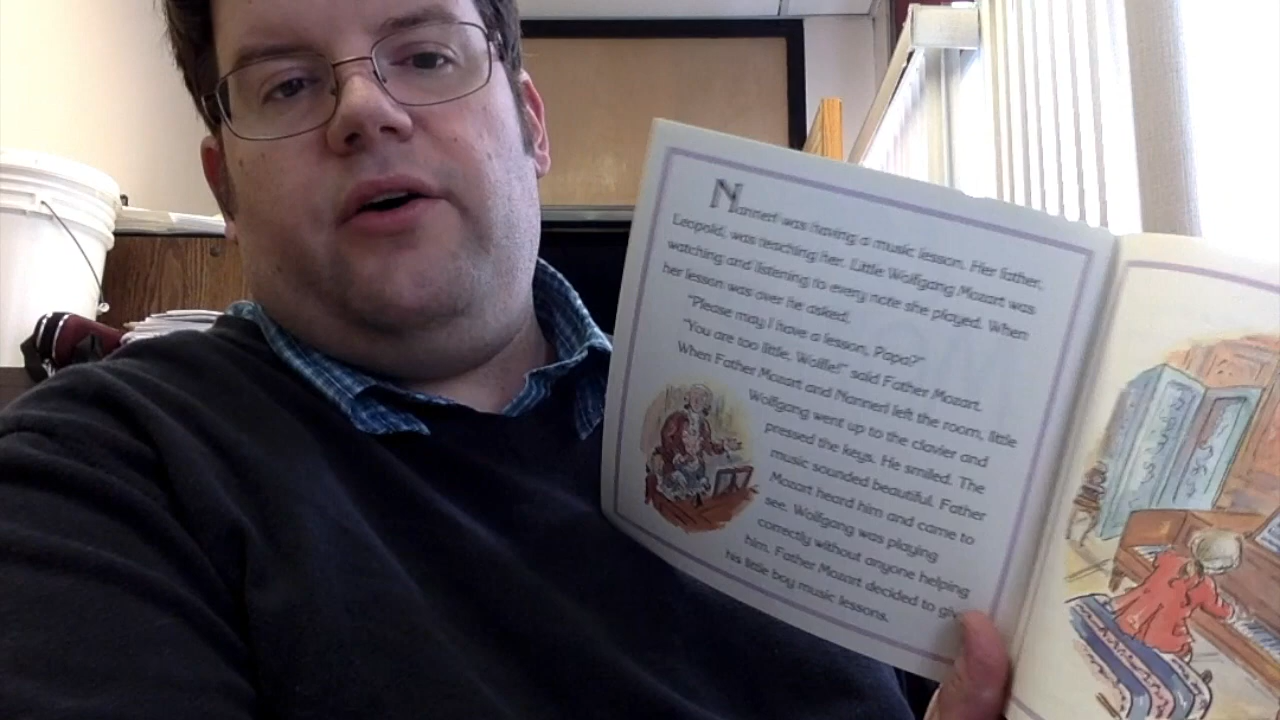 Nannerl was having a music lesson. Her father,
Leopold, was teaching her. Little Wolfgang Mozart was
watching and listening to every note she played. When
her lesson was over he asked,
"Please may I have a lesson, Papa?"
"You are too little, Wolfie!" said Father Mozart.
When Father Mozart and Nannerl left the room, little
Wolfgang went up to the clavier and
pressed the keys. He smiled. The
music sounded beautiful. Father
Mozart heard him and came to
see. Wolfgang was playing
correctly without anyone helping
him. Father Mozart decided to give
his little boy music lessons.